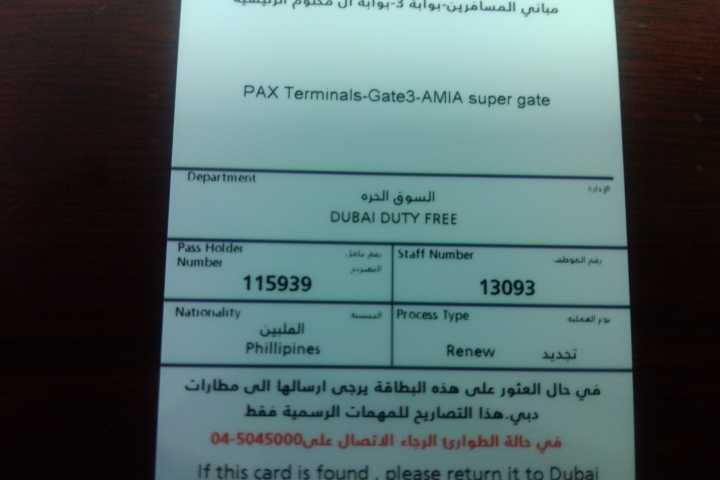 مباني المسافرين-بوابة 3-بوابة آل مكتوم الرئيسية
PAX Terminals-Gate3-AMIA super gate
Department الإدارة
السوق الحره
DUBAI DUTY FREE
Pass Holder Number رقم حامل التصريح
115939
Staff Number رقم الموظف
13093
Nationality الجنسية
الفلبين
Phillipines
Process Type نوع العملية
Renew تجديد
في حال العثور على هذه البطاقة يرجى ارسالها الى مطارات
دبي.هذا التصاريح للمهمات الرسمية فقط
في حالة الطوارئ الرجاء الاتصال على04-5045000
If this card is found , please return it to Dubai